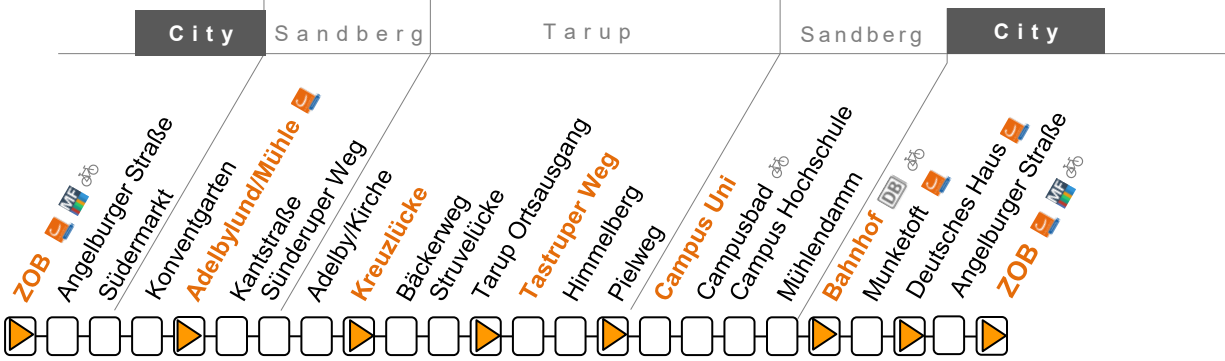 City
Sandberg
Tarup
Sandberg
City
ZOB
MF
Angelburger Straße
Südermarkt
Konventgarten
Adelbylund/Mühle
Kantstraße
Sünderuper Weg
Adelby/Kirche
Kreuzlücke
Bäckerweg
Struvelücke
Tarup Ortsausgang
Tastruper Weg
Himmelberg
Pielweg
Campus Uni
Campusbad
Campus Hochschule
Mühlendamm
Bahnhof
DB
Munketoft
Deutsches Haus
Angelburger Straße
ZOB
MF